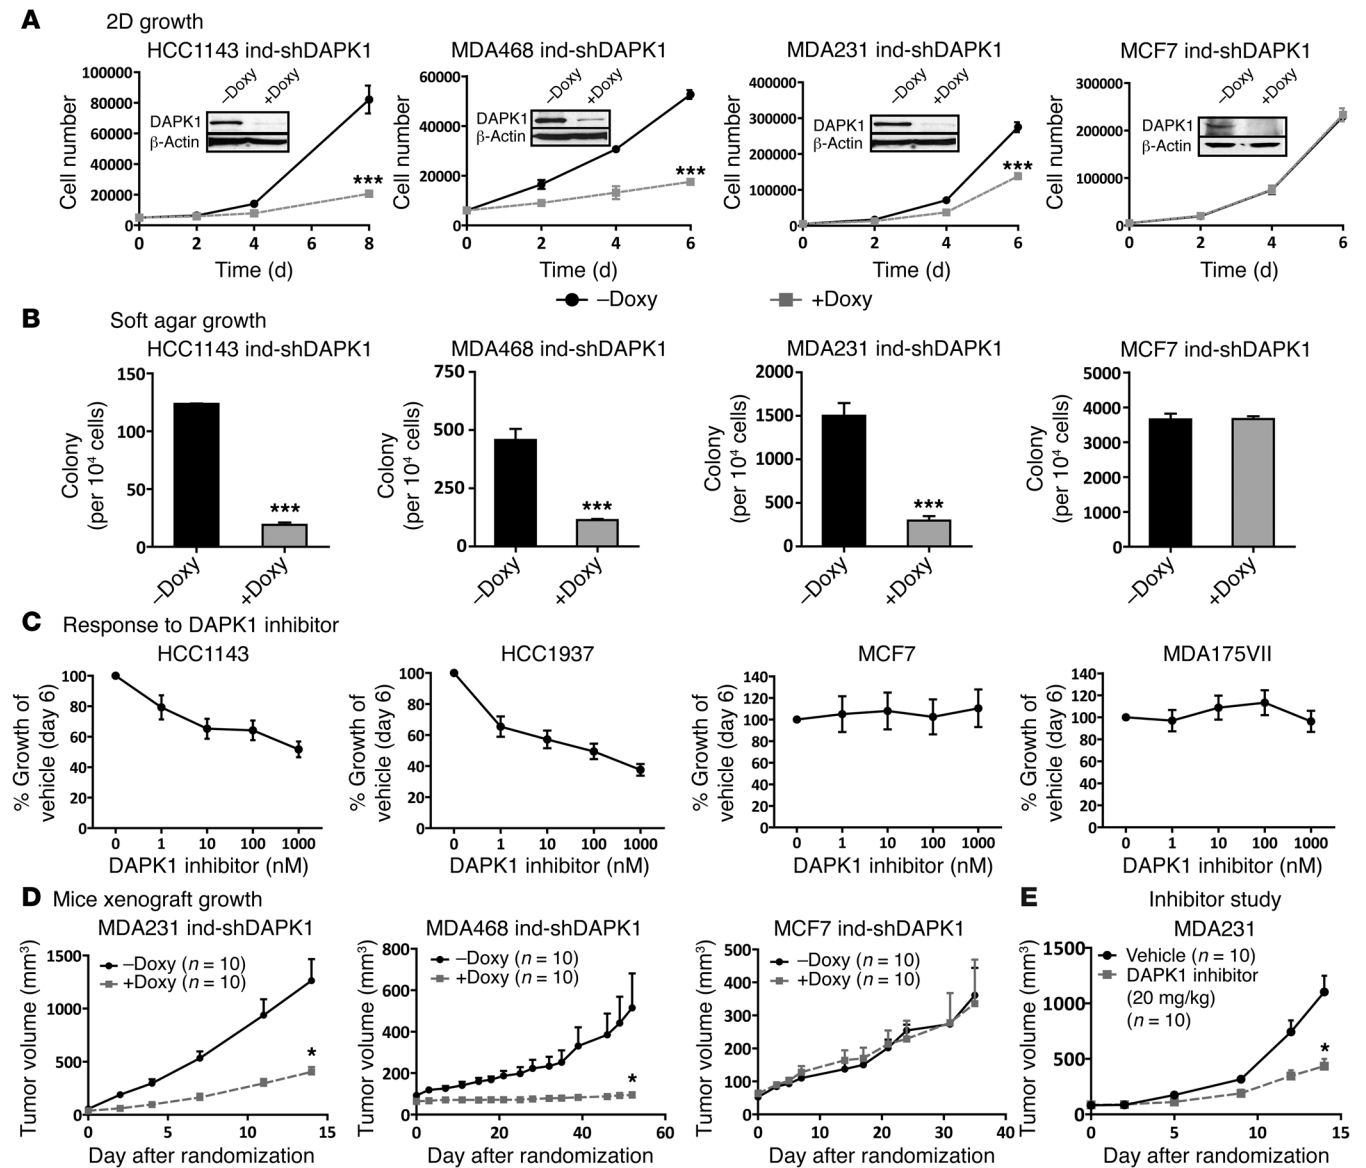 A
2D growth
HCC1143 ind-shDAPK1
MDA468 ind-shDAPK1
MDA231 ind-shDAPK1
MCF7 ind-shDAPK1
Cell number
100000
80000
60000
40000
20000
0
–Doxy
+Doxy
DAPK1
β-Actin
***
0 2 4 6 8
Time (d)
Cell number
60000
40000
20000
0
–Doxy
+Doxy
DAPK1
β-Actin
***
0 2 4 6
Time (d)
Cell number
400000
300000
200000
100000
0
–Doxy
+Doxy
DAPK1
β-Actin
***
0 2 4 6
Time (d)
Cell number
300000
200000
100000
0
–Doxy
+Doxy
DAPK1
β-Actin
0 2 4 6
Time (d)
–Doxy
+Doxy
B
Soft agar growth
HCC1143 ind-shDAPK1
MDA468 ind-shDAPK1
MDA231 ind-shDAPK1
MCF7 ind-shDAPK1
Colony
(per 10⁴ cells)
150
100
50
0
***
–Doxy
+Doxy
Colony
(per 10⁴ cells)
750
500
250
0
***
–Doxy
+Doxy
Colony
(per 10⁴ cells)
2000
1500
1000
500
0
***
–Doxy
+Doxy
Colony
(per 10⁴ cells)
5000
4000
3000
2000
1000
0
–Doxy
+Doxy
C
Response to DAPK1 inhibitor
HCC1143
HCC1937
MCF7
MDA175VII
% Growth of
vehicle (day 6)
100
80
60
40
20
0
0 1 10 100 1000
DAPK1 inhibitor (nM)
% Growth of
vehicle (day 6)
100
80
60
40
20
0
0 1 10 100 1000
DAPK1 inhibitor (nM)
% Growth of
vehicle (day 6)
140
120
100
80
60
40
20
0
0 1 10 100 1000
DAPK1 inhibitor (nM)
% Growth of
vehicle (day 6)
140
120
100
80
60
40
20
0
0 1 10 100 1000
DAPK1 inhibitor (nM)
D
Mice xenograft growth
MDA231 ind-shDAPK1
MDA468 ind-shDAPK1
MCF7 ind-shDAPK1
Tumor volume (mm³)
1500
1000
500
0
–Doxy (n = 10)
+Doxy (n = 10)
*
0 5 10 15
Day after randomization
Tumor volume (mm³)
800
600
400
200
0
–Doxy (n = 10)
+Doxy (n = 10)
*
0 20 40 60
Day after randomization
Tumor volume (mm³)
500
400
300
200
100
0
–Doxy (n = 10)
+Doxy (n = 10)
0 10 20 30 40
Day after randomization
E
Inhibitor study
MDA231
Tumor volume (mm³)
1500
1000
500
0
Vehicle (n = 10)
DAPK1 inhibitor
(20 mg/kg)
(n = 10)
*
0 5 10 15
Day after randomization